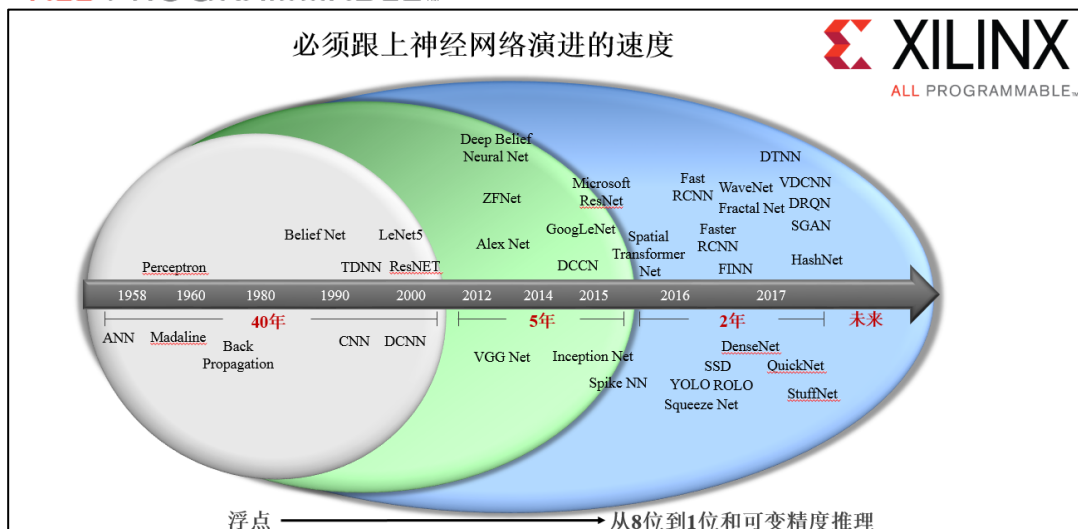 必须跟上神经网络演进的速度
XILINX
ALL PROGRAMMABLE™
Deep Belief
Neural Net
DTNN
ZFNet
Microsoft
ResNet
Fast
RCNN
WaveNet
VDCNN
Fractal Net
DRQN
Belief Net
LeNet5
Alex Net
GoogLeNet
Spatial
Transformer
Net
Faster
RCNN
SGAN
Perceptron
TDNN
ResNET
DCCN
FINN
HashNet
1958 1960 1980 1990 2000 2012 2014 2015 2016 2017
40年 5年 2年 未来
ANN
Madaline
Back
Propagation
CNN
DCNN
VGG Net
Inception Net
Spike NN
DenseNet
SSD
QuickNet
YOLO ROLO
Squeeze Net
StuffNet
浮点 从8位到1位和可变精度推理